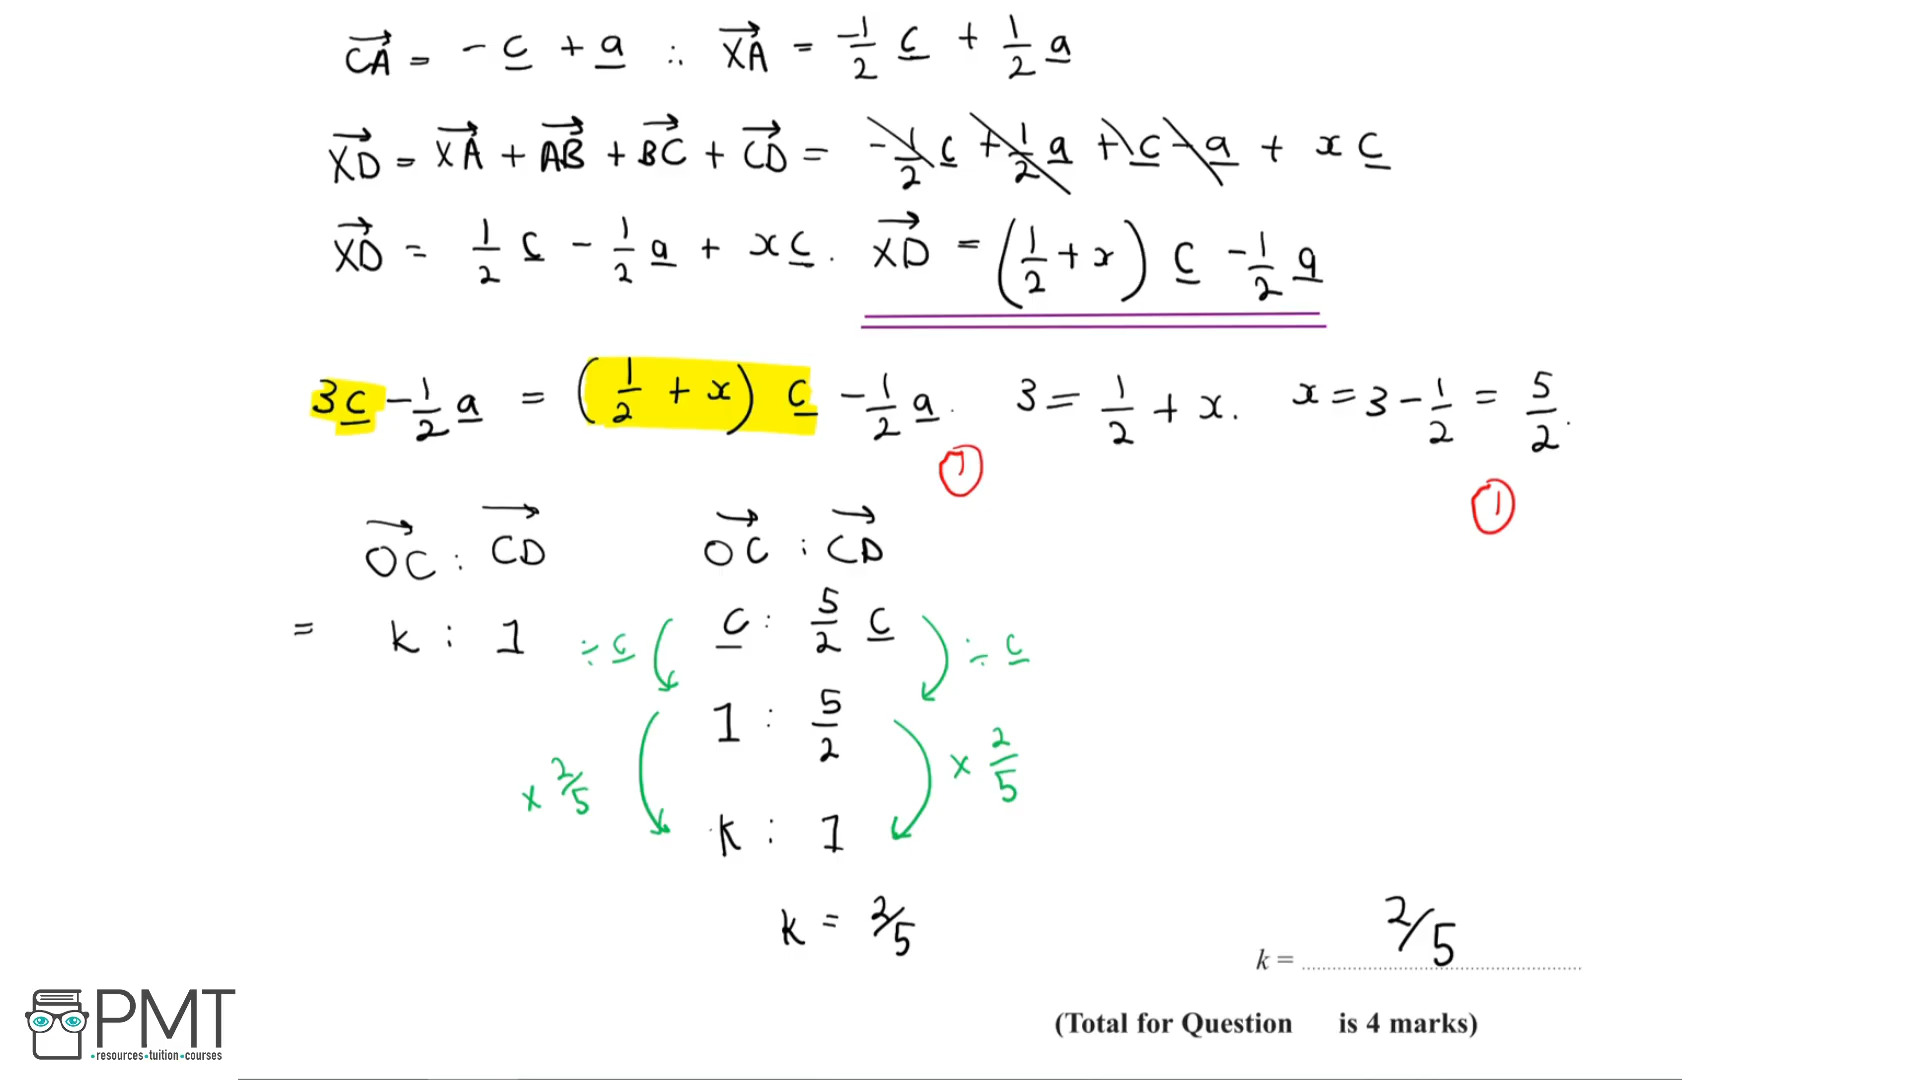 CA = - c + a ∴ XA = -1/2 c + 1/2 a
XD = XA + AB + BC + CD = -1/2 c + 1/2 a + c - a + x c
XD = 1/2 c - 1/2 a + x c. XD = (1/2 + x) c - 1/2 a
3c - 1/2 a = (1/2 + x) c - 1/2 a. 3 = 1/2 + x. x = 3 - 1/2 = 5/2.
1
1
OC : CD OC : CD
= k : 1 ÷ c c : 5/2 c ÷ c
1 : 5/2
× 2/5 × 2/5
k : 1
k = 2/5
k = 2/5
PMT
•resources•tuition•courses
(Total for Question is 4 marks)